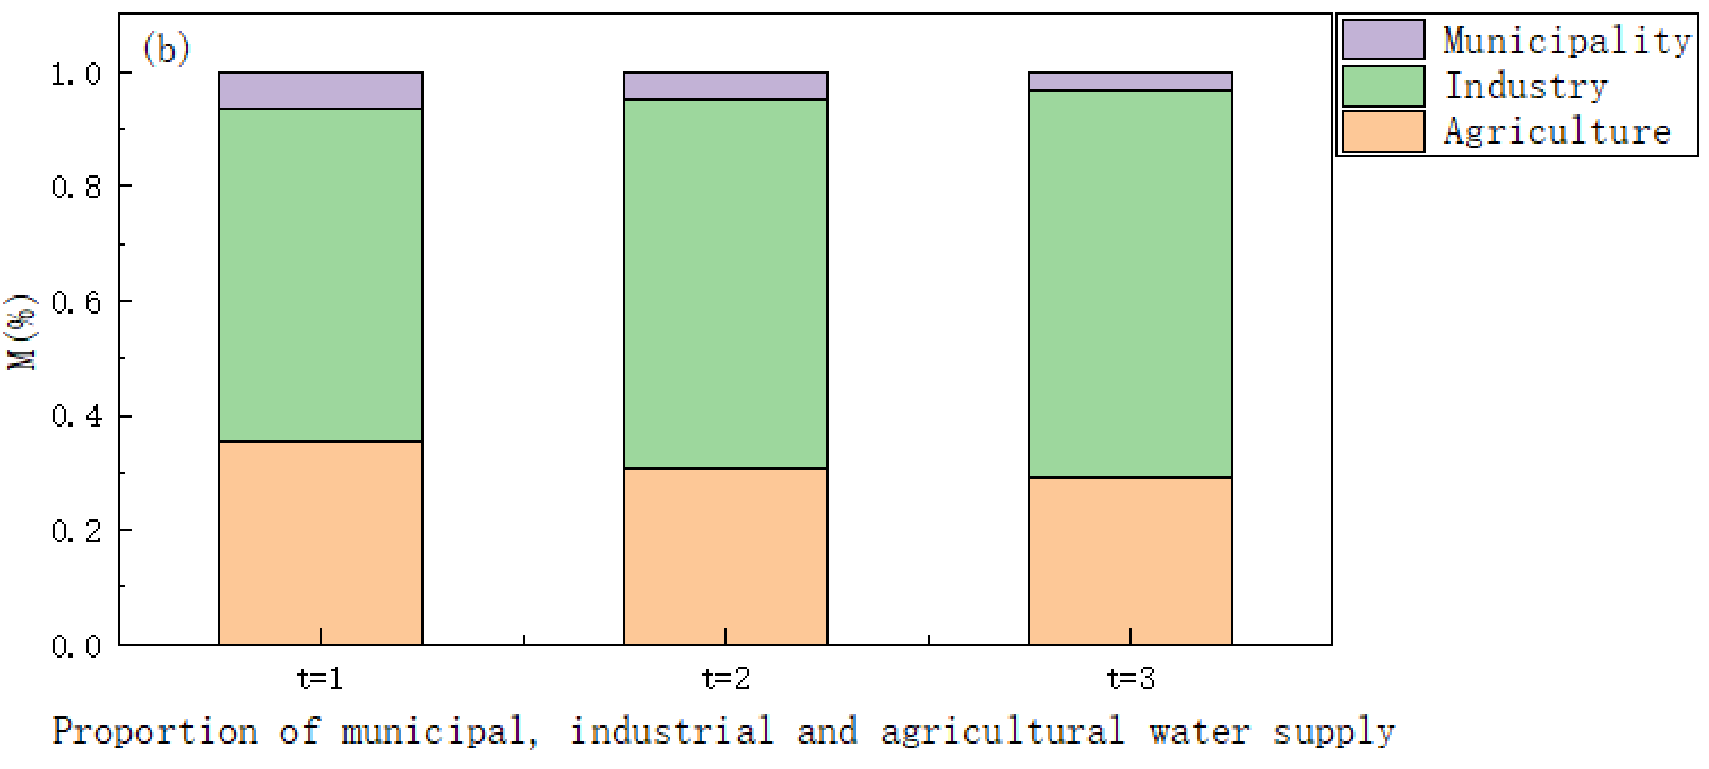 (b)
Municipality
Industry
Agriculture
1.0
0.8
0.6
0.4
0.2
0.0
M(%)
t=1
t=2
t=3
Proportion of municipal, industrial and agricultural water supply